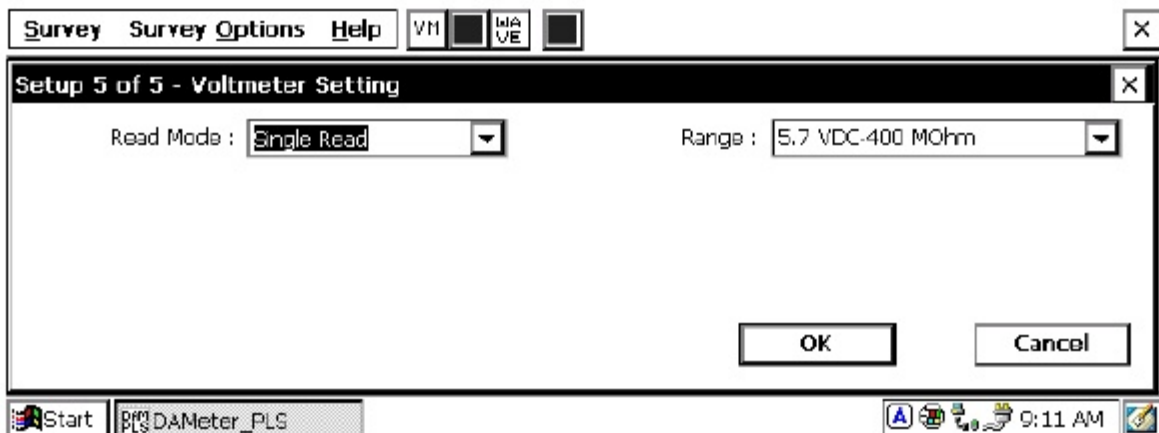 Survey Survey Options Help VM WAVE
Setup 5 of 5 - Voltmeter Setting
Read Mode : Single Read Range : 5.7 VDC-400 MOhm
OK Cancel
Start DAMeter_PLS A 9:11 AM